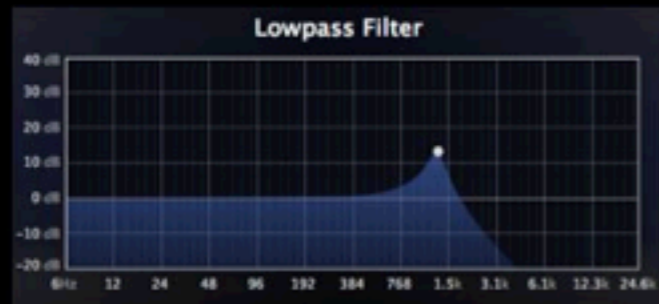 Lowpass Filter
40 dB
30 dB
20 dB
10 dB
0 dB
-10 dB
-20 dB
6Hz 12 24 48 96 192 384 768 1.5k 3.1k 6.1k 12.3k 24.6k